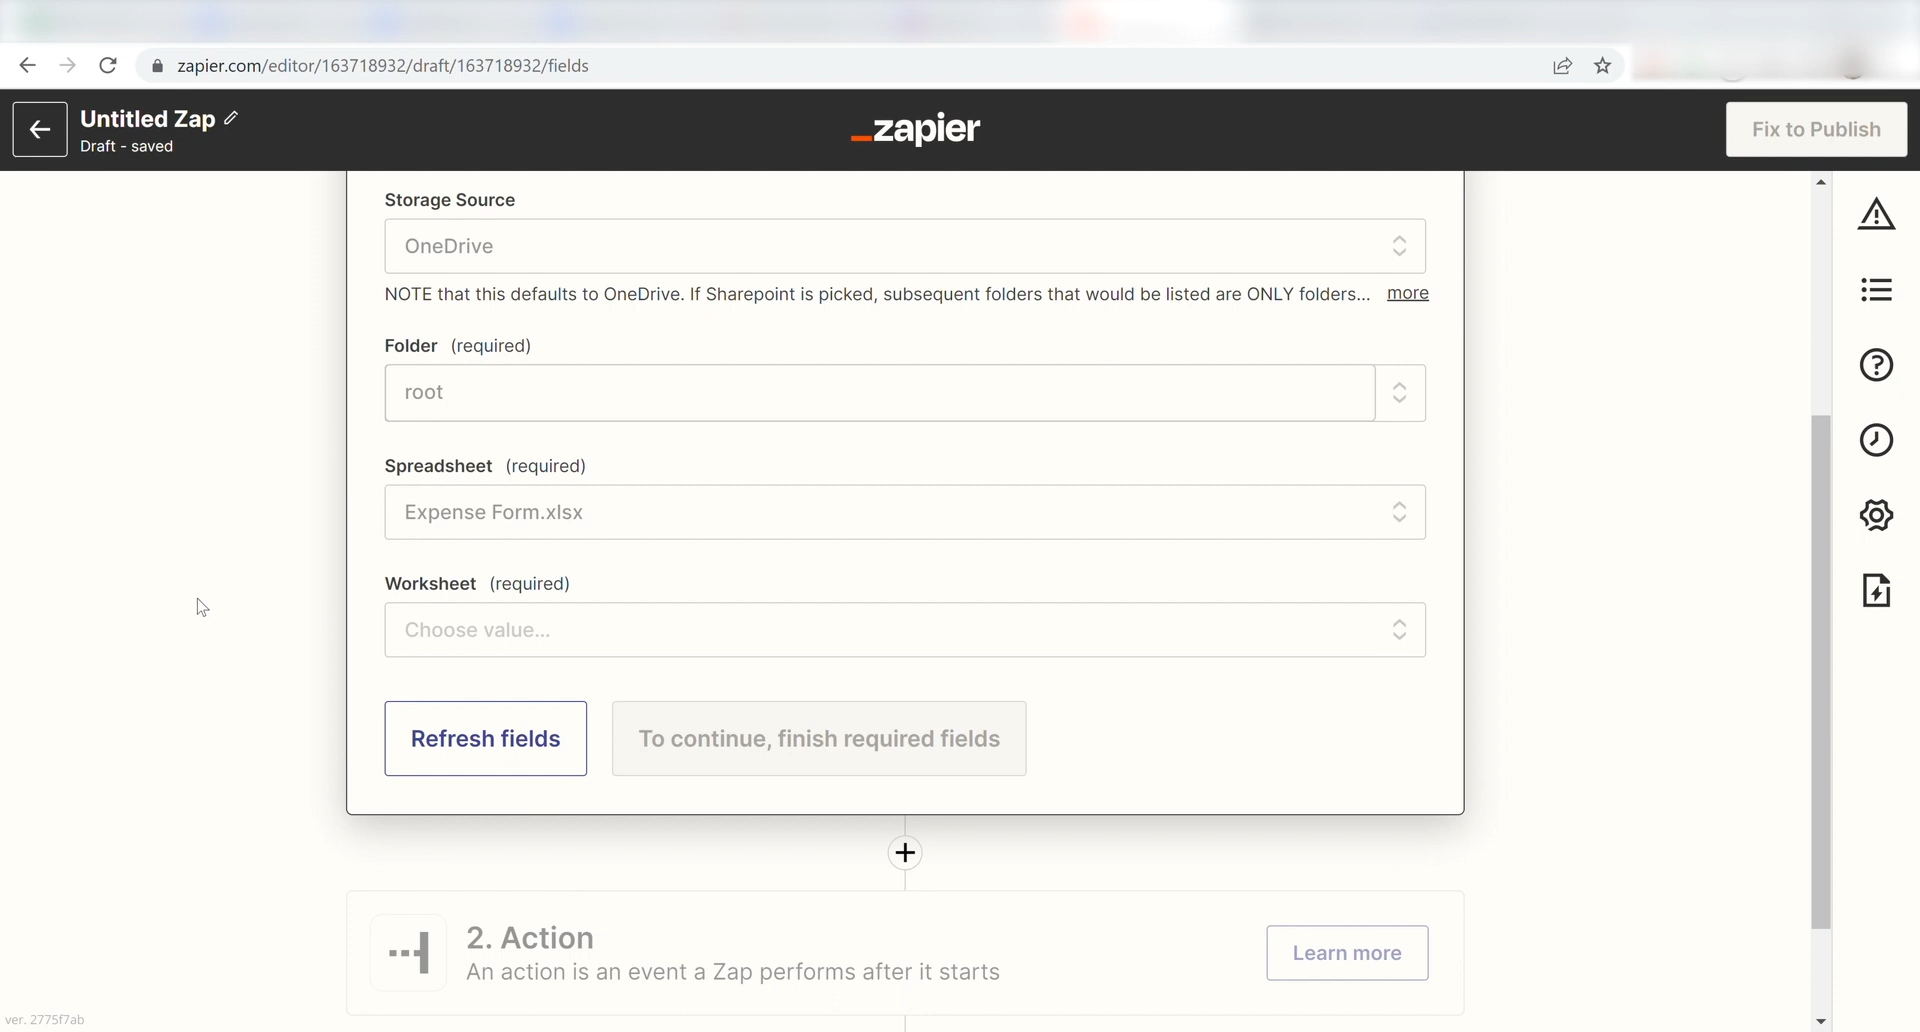 zapier.com/editor/163718932/draft/163718932/fields
Untitled Zap
Draft - saved
_zapier
Fix to Publish
Storage Source
OneDrive
NOTE that this defaults to OneDrive. If Sharepoint is picked, subsequent folders that would be listed are ONLY folders... more
Folder (required)
root
Spreadsheet (required)
Expense Form.xlsx
Worksheet (required)
Choose value...
Refresh fields
To continue, finish required fields
2. Action
An action is an event a Zap performs after it starts
Learn more
ver. 2775f7ab